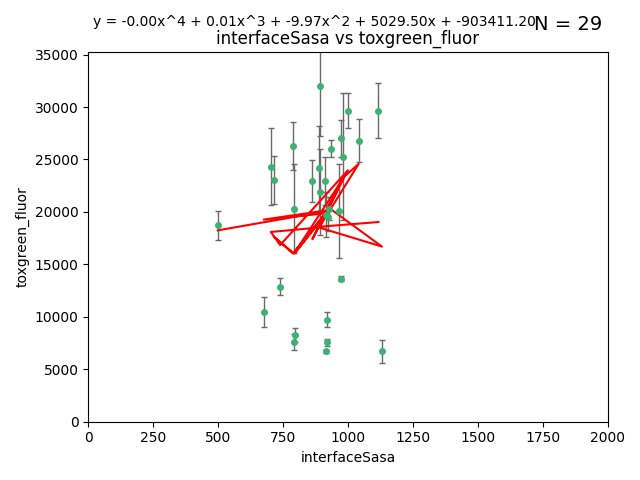 y = -0.00x^4 + 0.01x^3 + -9.97x^2 + 5029.50x + -903411.20
N = 29
interfaceSasa vs toxgreen_fluor
35000
30000
25000
20000
15000
10000
5000
0
toxgreen_fluor
0 250 500 750 1000 1250 1500 1750 2000
interfaceSasa